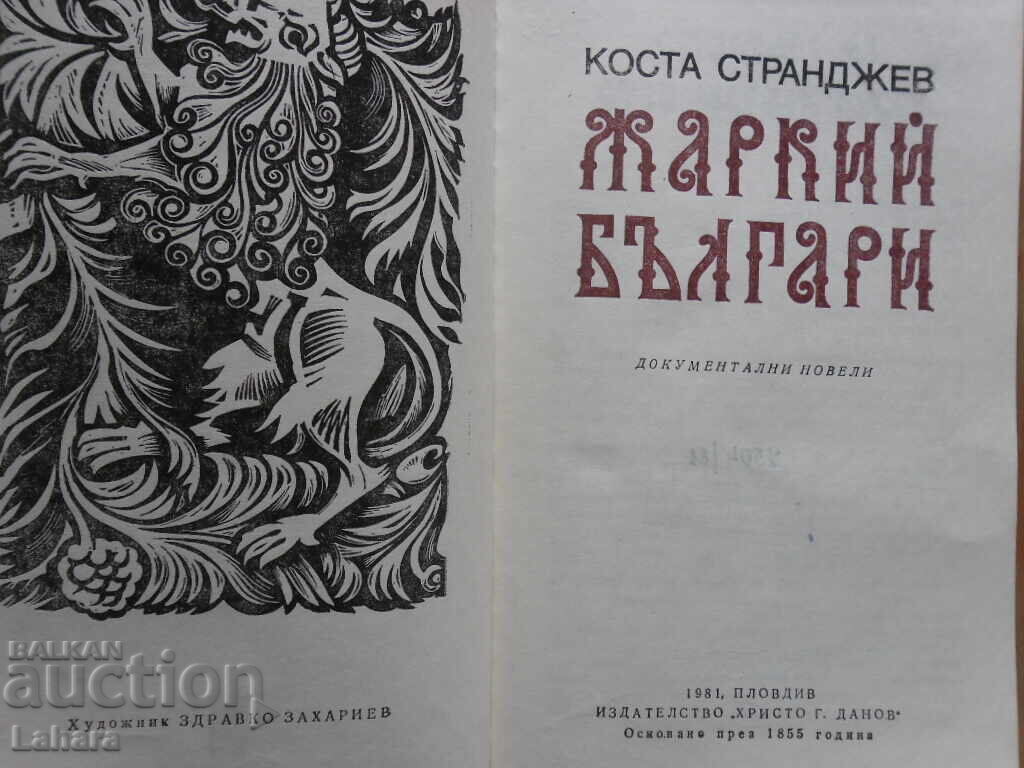 Художник ЗДРАВКО ЗАХАРИЕВ
КОСТА СТРАНДЖЕВ
ЖАРКИЙ
БЪЛГАРИ
ДОКУМЕНТАЛНИ НОВЕЛИ
1981, ПЛОВДИВ
ИЗДАТЕЛСТВО „ХРИСТО Г. ДАНОВ“
Основано през 1855 година
BALKAN
auction
Lahara